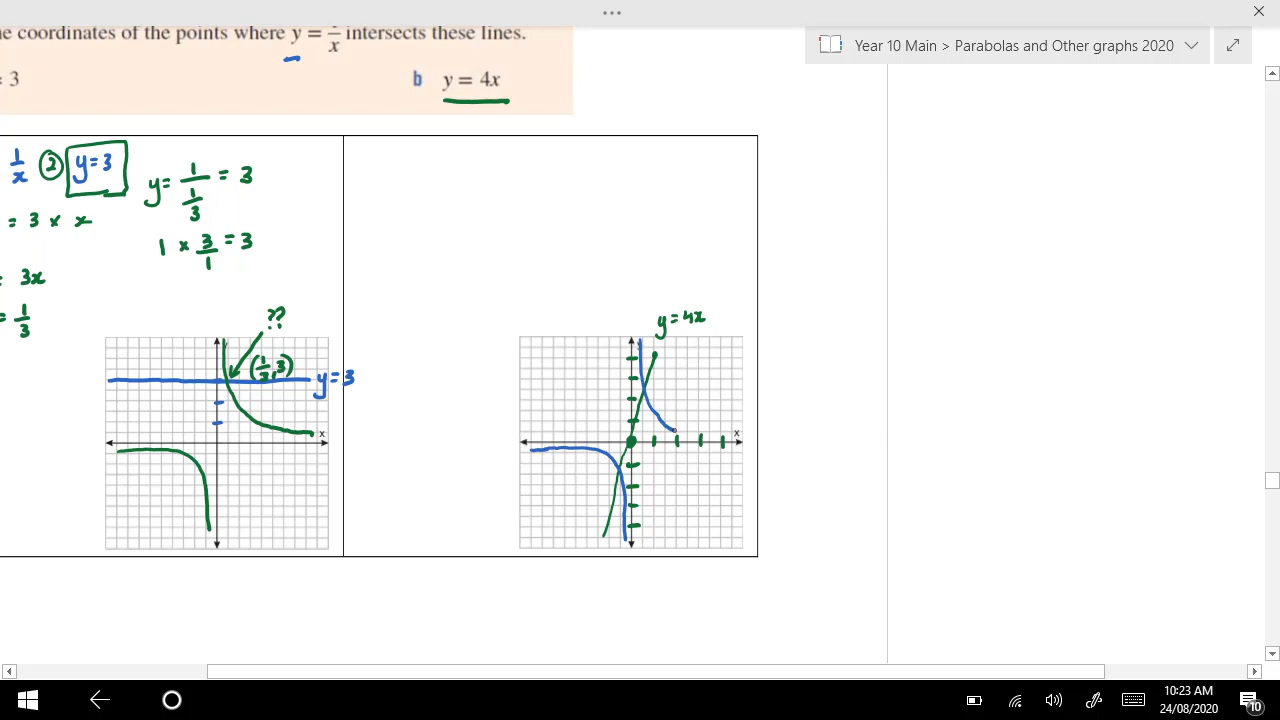 e coordinates of the points where y = 1/x intersects these lines.
Year 10 Main > Parabolas and Other graphs 2020
= 3
b y = 4x
1/x ② y=3
y= 1/(1/3) = 3
= 3 × x
1 × 3/1 = 3
= 3x
= 1/3
??
y=4x
(1/3, 3)
y=3
x
x
10:23 AM
24/08/2020
10